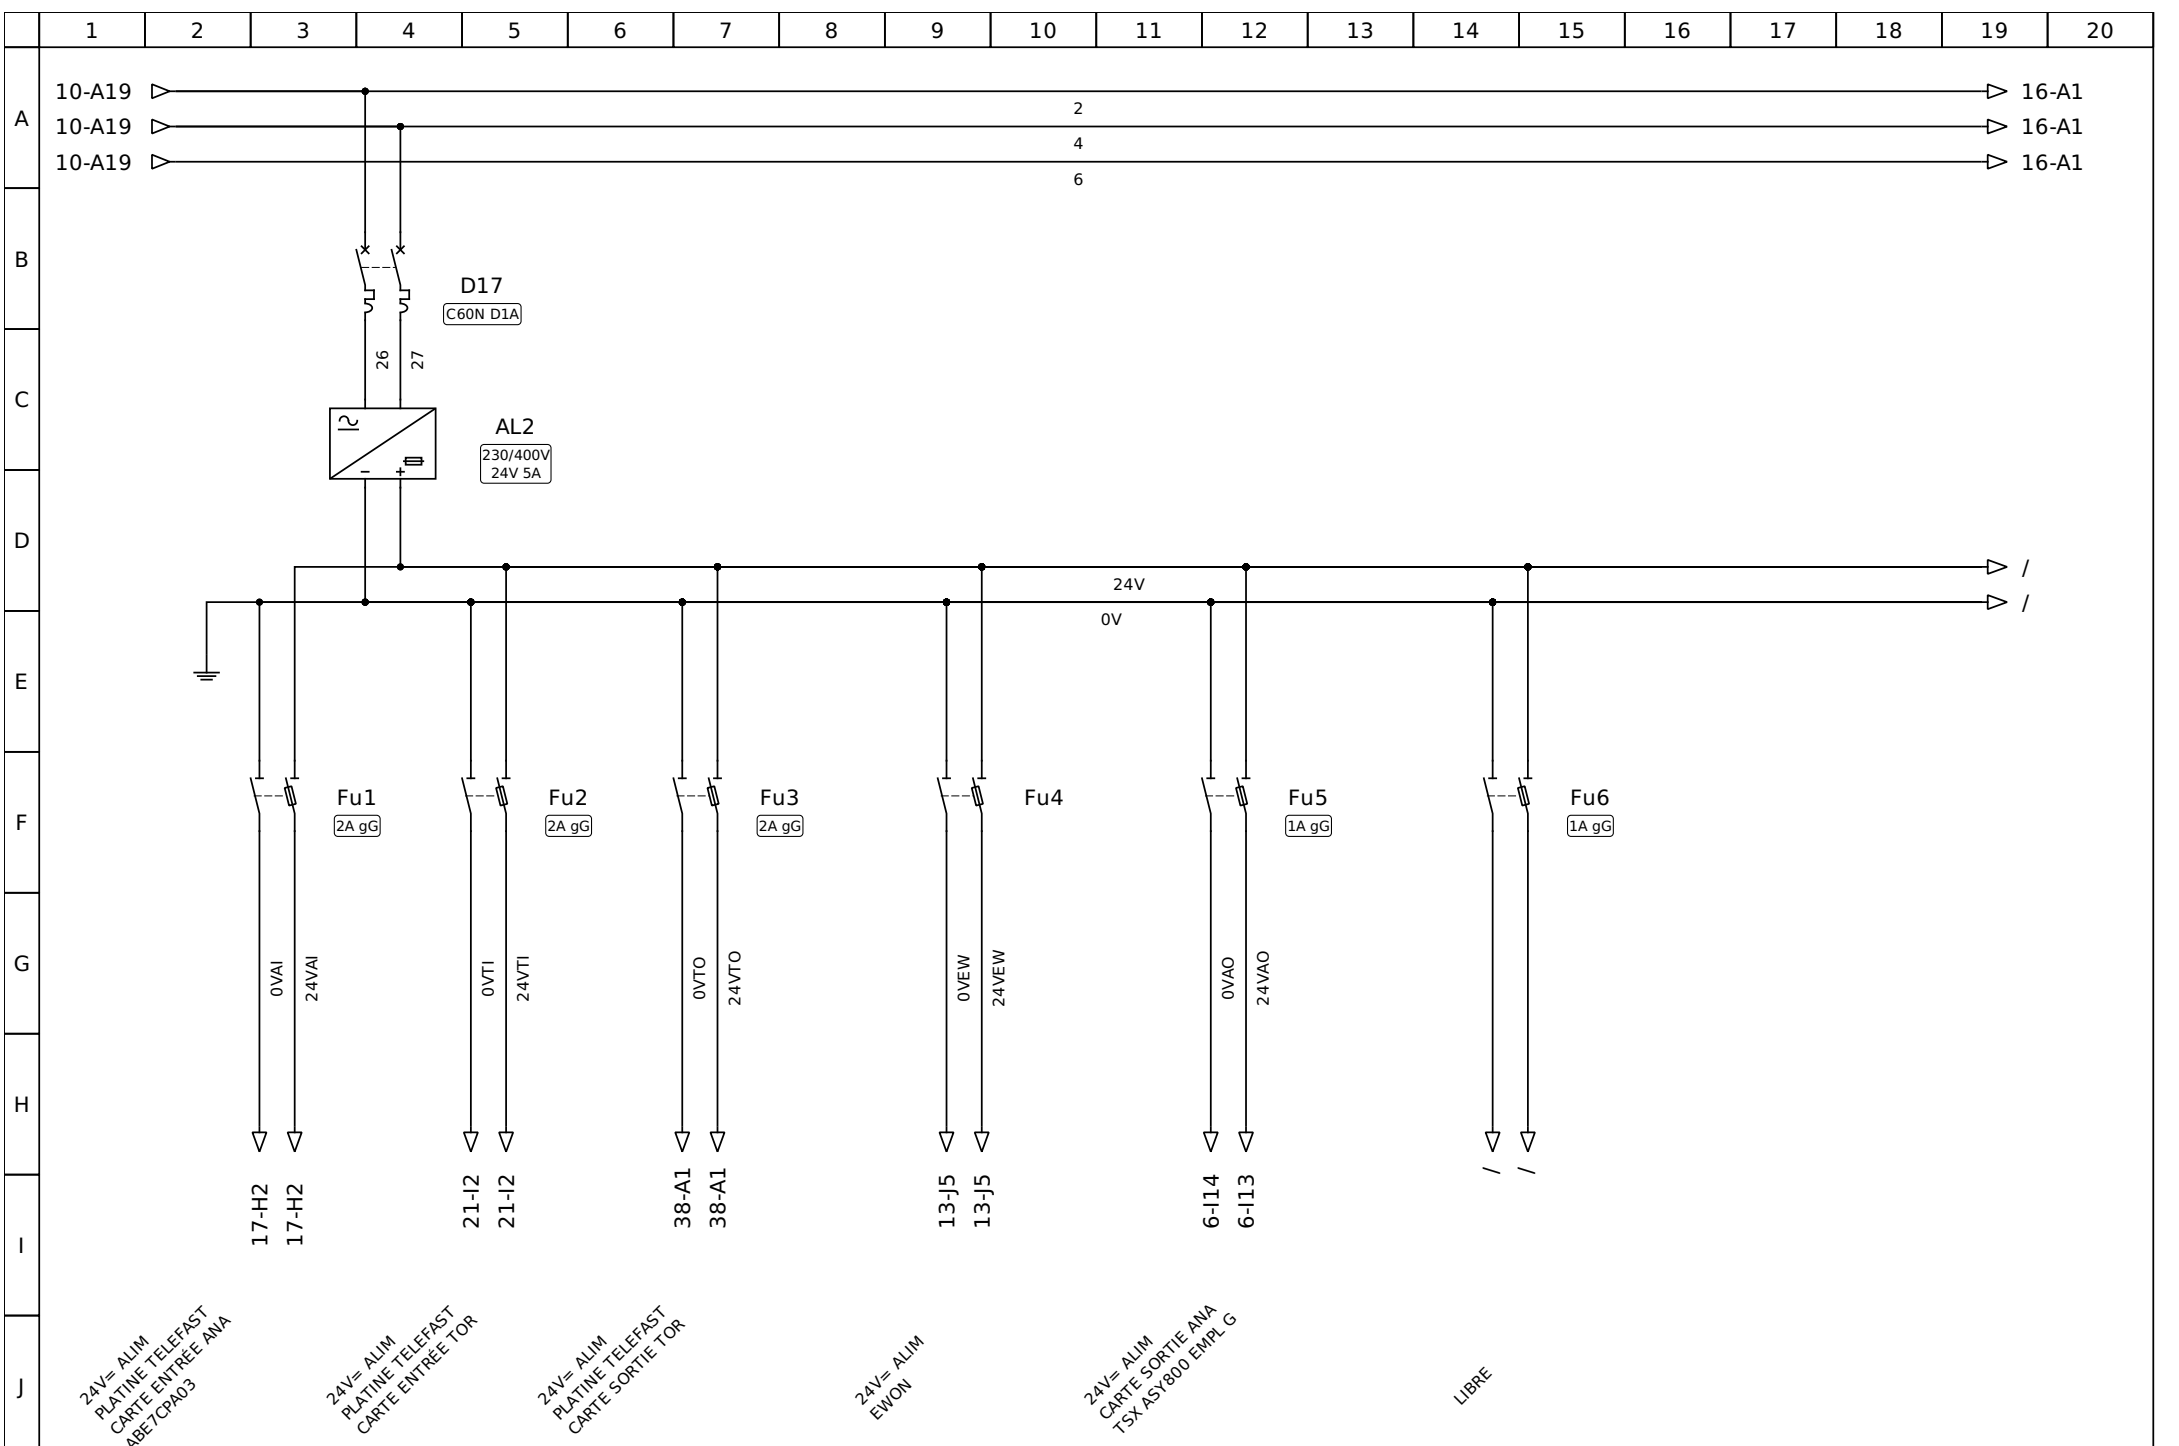 1 2 3 4 5 6 7 8 9 10 11 12 13 14 15 16 17 18 19 20
A
10-A19
2
16-A1
10-A19
4
16-A1
10-A19
6
16-A1
B
D17
C60N D1A
26
27
C
AL2
230/400V
24V 5A
-
+
D
24V
/
0V
/
E
F
Fu1
2A gG
Fu2
2A gG
Fu3
2A gG
Fu4
Fu5
1A gG
Fu6
1A gG
G
0VAI
24VAI
0VTI
24VTI
0VTO
24VTO
0VEW
24VEW
0VAO
24VAO
H
17-H2
17-H2
21-I2
21-I2
38-A1
38-A1
13-J5
13-J5
6-I14
6-I13
/
/
I
J
24V= ALIM
PLATINE TELEFAST
CARTE ENTRÉE ANA
ABE7CPA03
24V= ALIM
PLATINE TELEFAST
CARTE ENTRÉE TOR
24V= ALIM
PLATINE TELEFAST
CARTE SORTIE TOR
24V= ALIM
EWON
24V= ALIM
CARTE SORTIE ANA
TSX ASY800 EMPL G
LIBRE